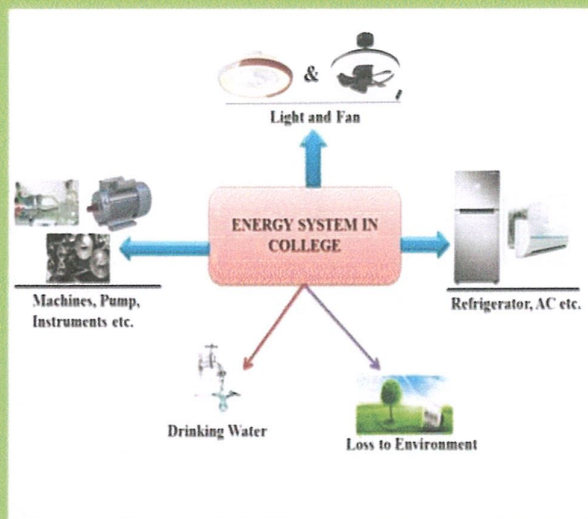 &
Light and Fan
ENERGY SYSTEM IN
COLLEGE
Machines, Pump,
Instruments etc.
Refrigerator, AC etc.
Drinking Water
Loss to Environment